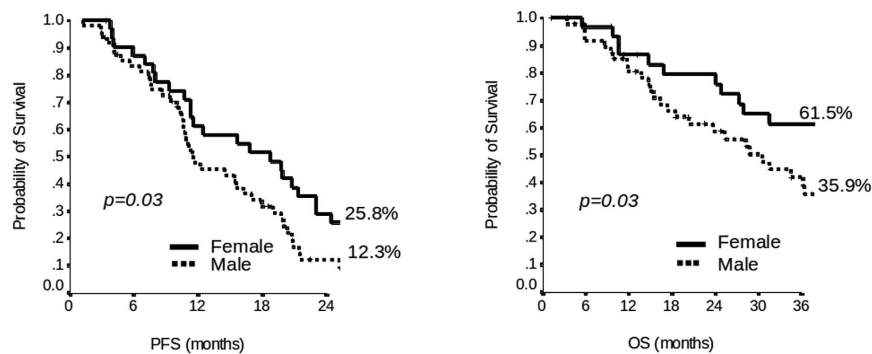 Probability of Survival
1.0
.9
.8
.7
.6
.5
.4
.3
.2
.1
0.0
p=0.03
Female
Male
25.8%
12.3%
0 6 12 18 24
PFS (months)
Probability of Survival
1.0
.9
.8
.7
.6
.5
.4
.3
.2
.1
0.0
61.5%
35.9%
p=0.03
Female
Male
0 6 12 18 24 30 36
OS (months)